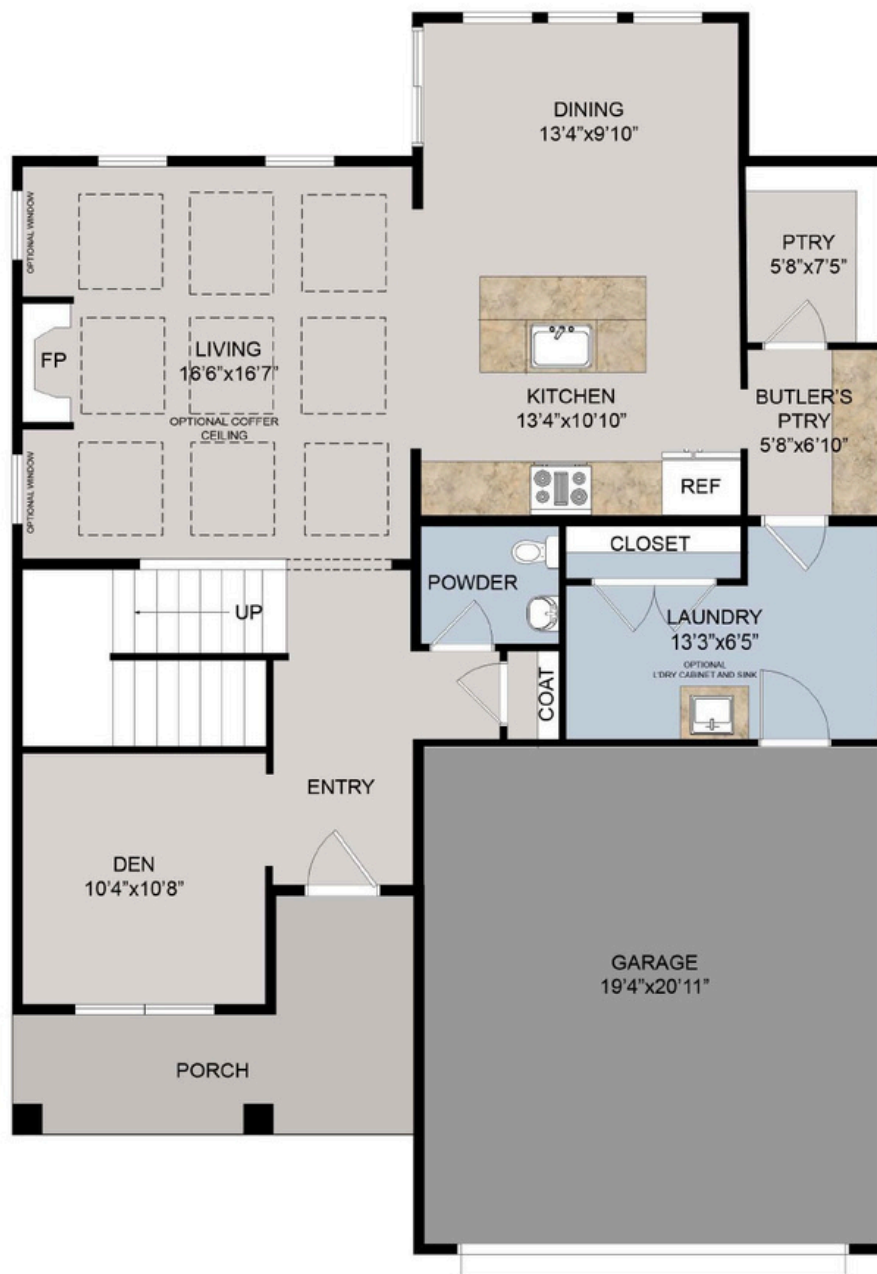 DINING
13'4"x9'10"
PTRY
5'8"x7'5"
OPTIONAL WINDOW
FP
LIVING
16'6"x16'7"
OPTIONAL COFFER
CEILING
KITCHEN
13'4"x10'10"
BUTLER'S
PTRY
5'8"x6'10"
OPTIONAL WINDOW
REF
CLOSET
POWDER
UP
LAUNDRY
13'3"x6'5"
OPTIONAL
L'DRY CABINET AND SINK
COAT
ENTRY
DEN
10'4"x10'8"
GARAGE
19'4"x20'11"
PORCH